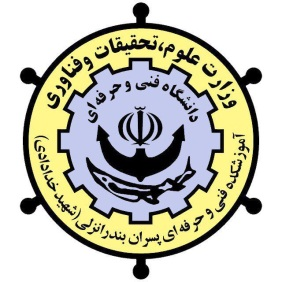 وزارت علوم، تحقیقات و فناوری
دانشگاه فنی و حرفه ای
آموزشکده فنی و حرفه ای پسران بندرانزلی (شهید خدادادی)